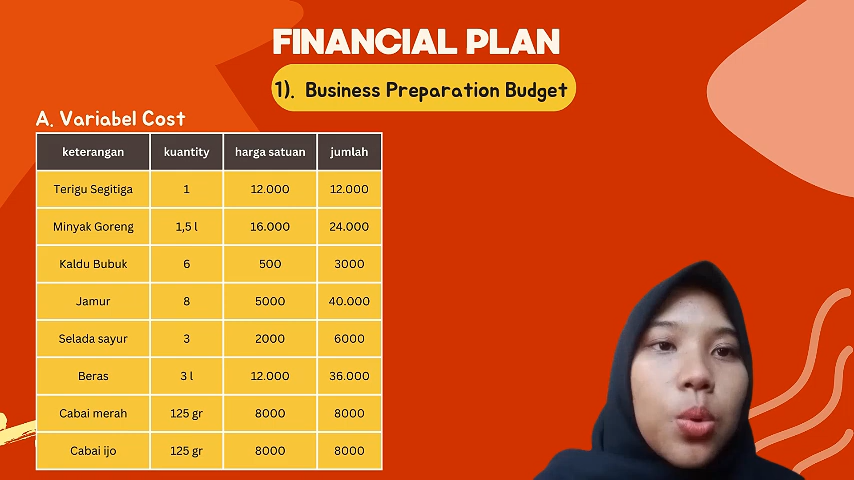 FINANCIAL PLAN
1). Business Preparation Budget
A. Variabel Cost
keterangan kuantity harga satuan jumlah
Terigu Segitiga 1 12.000 12.000
Minyak Goreng 1,5 l 16.000 24.000
Kaldu Bubuk 6 500 3000
Jamur 8 5000 40.000
Selada sayur 3 2000 6000
Beras 3 l 12.000 36.000
Cabai merah 125 gr 8000 8000
Cabai ijo 125 gr 8000 8000